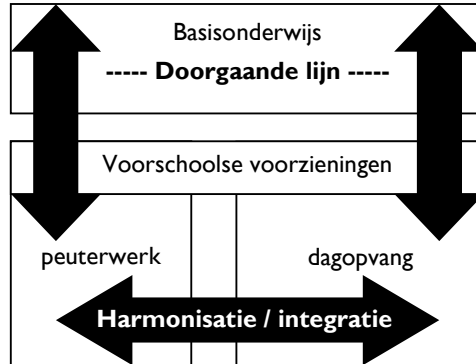 Basisonderwijs
----- Doorgaande lijn -----
Voorschoolse voorzieningen
peuterwerk
dagopvang
Harmonisatie / integratie